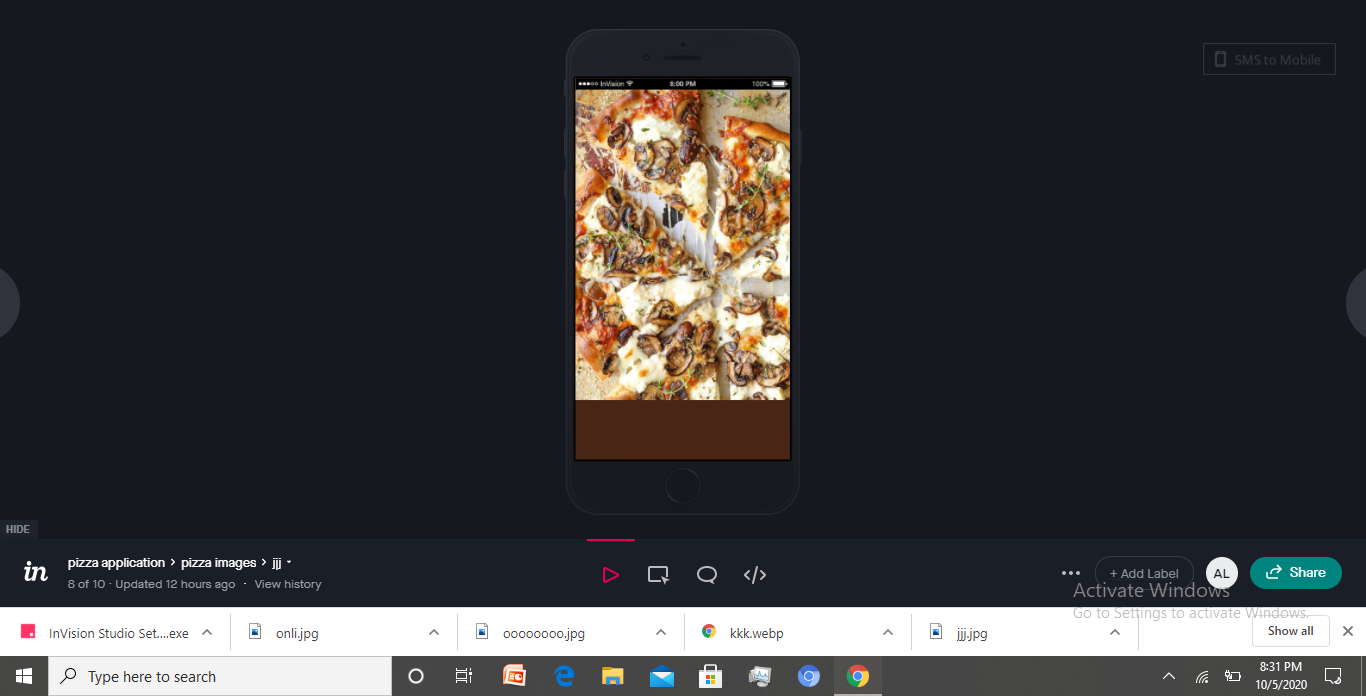 ●●●○○ InVision 8:00 PM 100%
SMS to Mobile
HIDE
in
pizza application › pizza images › jjj
8 of 10 · Updated 12 hours ago · View history
+ Add Label
AL
Share
Activate Windows
Go to Settings to activate Windows.
InVision Studio Set....exe
onli.jpg
oooooooo.jpg
kkk.webp
jjj.jpg
Show all
Type here to search
8:31 PM
10/5/2020